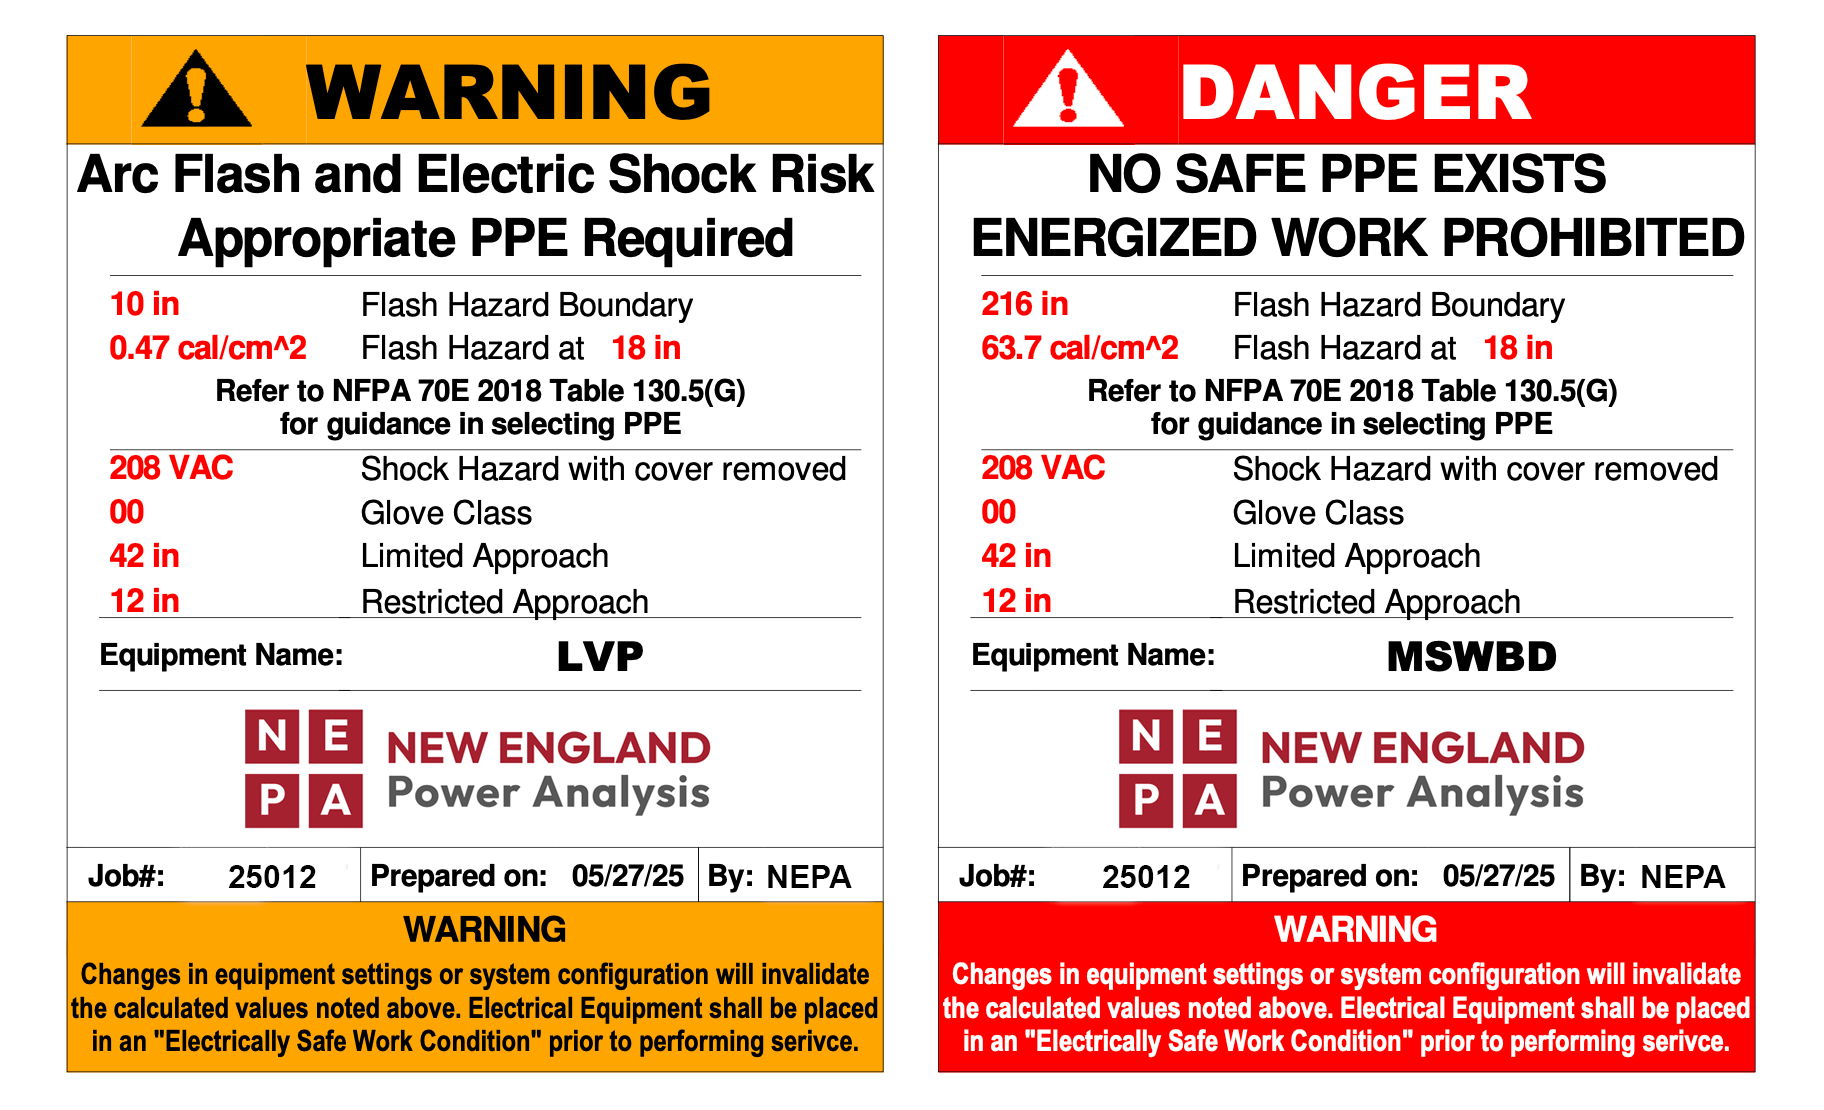 WARNING
Arc Flash and Electric Shock Risk
Appropriate PPE Required
10 in Flash Hazard Boundary
0.47 cal/cm^2 Flash Hazard at 18 in
Refer to NFPA 70E 2018 Table 130.5(G)
for guidance in selecting PPE
208 VAC Shock Hazard with cover removed
00 Glove Class
42 in Limited Approach
12 in Restricted Approach
Equipment Name: LVP
N E
P A
NEW ENGLAND
Power Analysis
Job#: 25012 Prepared on: 05/27/25 By: NEPA
WARNING
Changes in equipment settings or system configuration will invalidate
the calculated values noted above. Electrical Equipment shall be placed
in an "Electrically Safe Work Condition" prior to performing serivce.
DANGER
NO SAFE PPE EXISTS
ENERGIZED WORK PROHIBITED
216 in Flash Hazard Boundary
63.7 cal/cm^2 Flash Hazard at 18 in
Refer to NFPA 70E 2018 Table 130.5(G)
for guidance in selecting PPE
208 VAC Shock Hazard with cover removed
00 Glove Class
42 in Limited Approach
12 in Restricted Approach
Equipment Name: MSWBD
N E
P A
NEW ENGLAND
Power Analysis
Job#: 25012 Prepared on: 05/27/25 By: NEPA
WARNING
Changes in equipment settings or system configuration will invalidate
the calculated values noted above. Electrical Equipment shall be placed
in an "Electrically Safe Work Condition" prior to performing serivce.